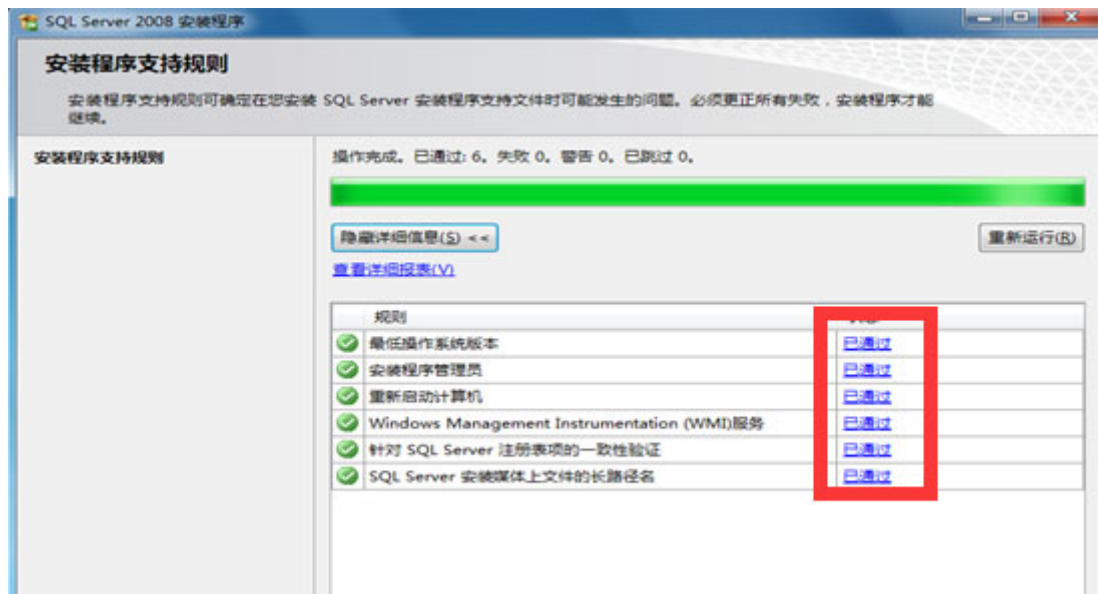 SQL Server 2008 安装程序
安装程序支持规则
安装程序支持规则可确定在您安装 SQL Server 安装程序支持文件时可能发生的问题。必须更正所有失败，安装程序才能
继续。
安装程序支持规则
操作完成。已通过: 6。失败 0。警告 0。已跳过 0。
隐藏详细信息(S) <<
重新运行(R)
查看详细报表(V)
规则
最低操作系统版本 已通过
安装程序管理员 已通过
重新启动计算机 已通过
Windows Management Instrumentation (WMI)服务 已通过
针对 SQL Server 注册表项的一致性验证 已通过
SQL Server 安装媒体上文件的长路径名 已通过